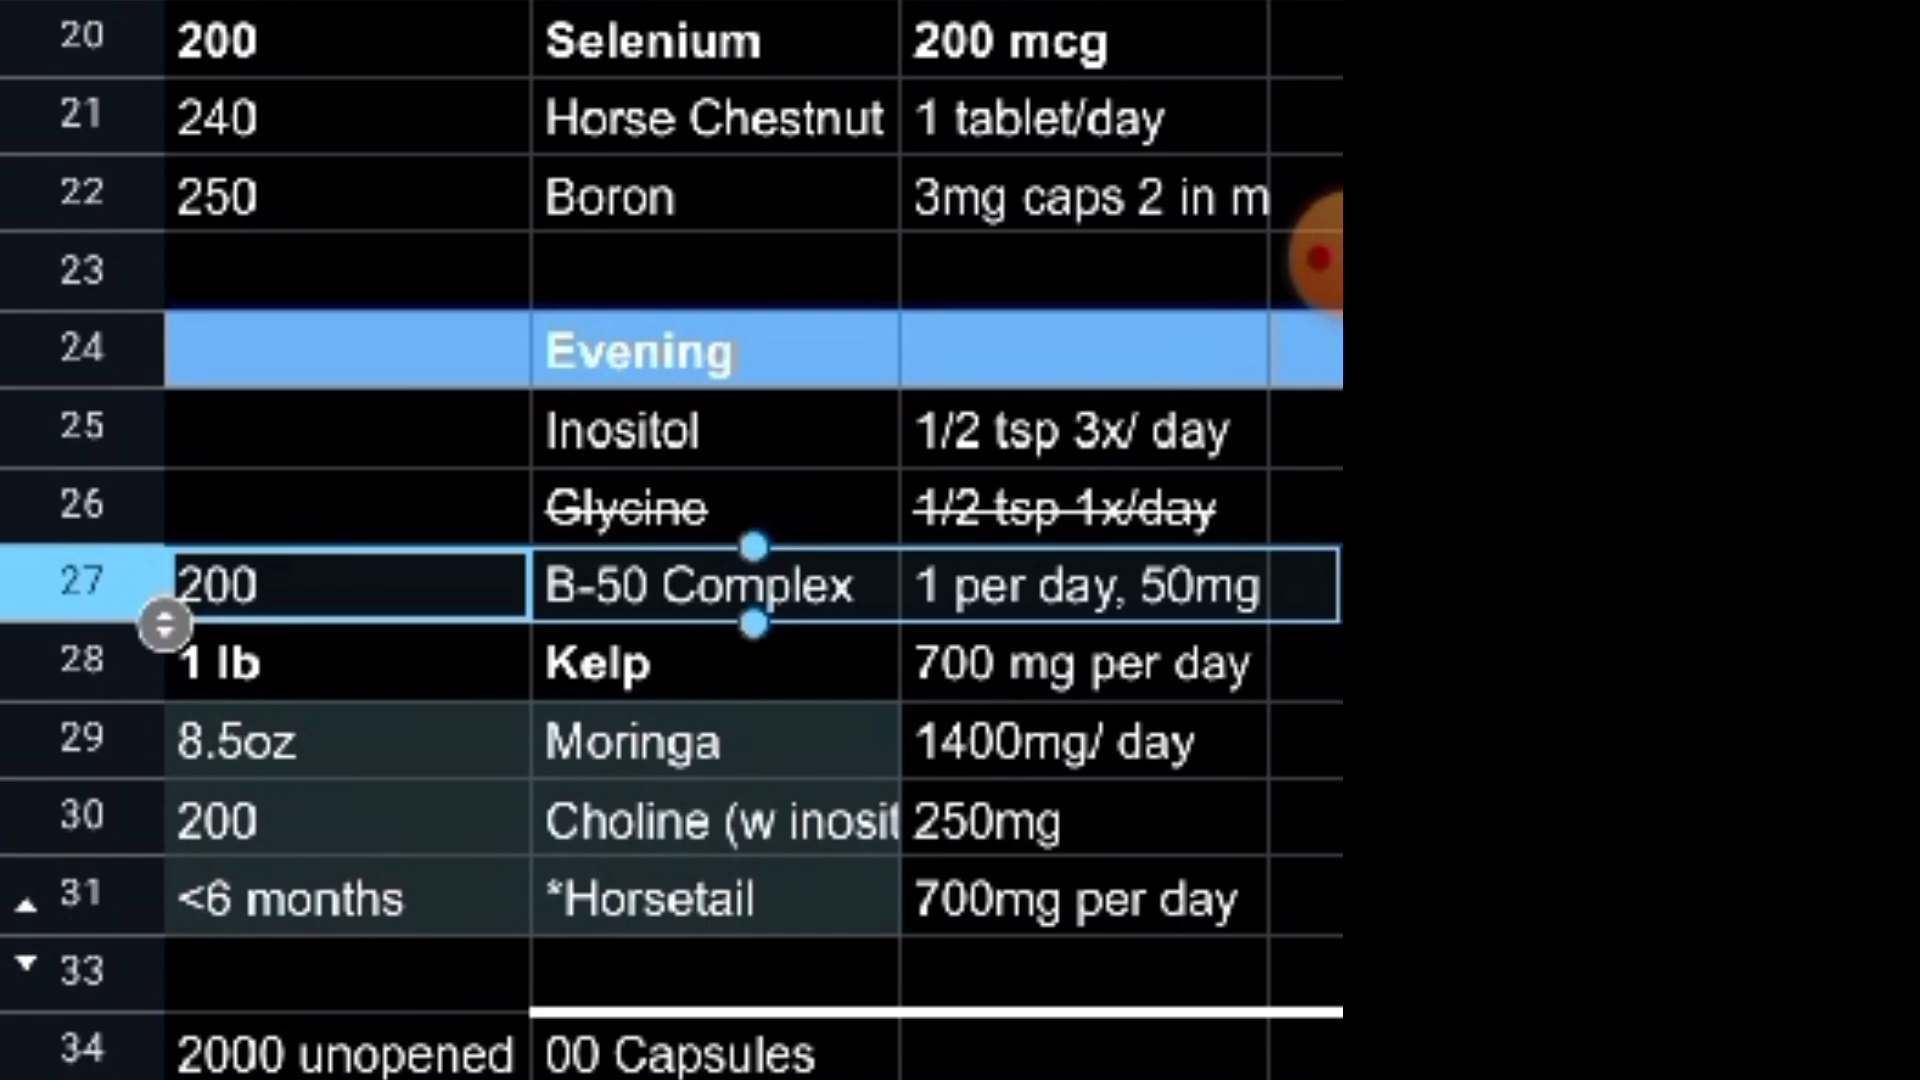 20 200 Selenium 200 mcg
21 240 Horse Chestnut 1 tablet/day
22 250 Boron 3mg caps 2 in m
23
24 Evening
25 Inositol 1/2 tsp 3x/ day
26 Glycine 1/2 tsp 1x/day
27 200 B-50 Complex 1 per day, 50mg
28 1 lb Kelp 700 mg per day
29 8.5oz Moringa 1400mg/ day
30 200 Choline (w inosit 250mg
31 <6 months *Horsetail 700mg per day
33
34 2000 unopened 00 Capsules